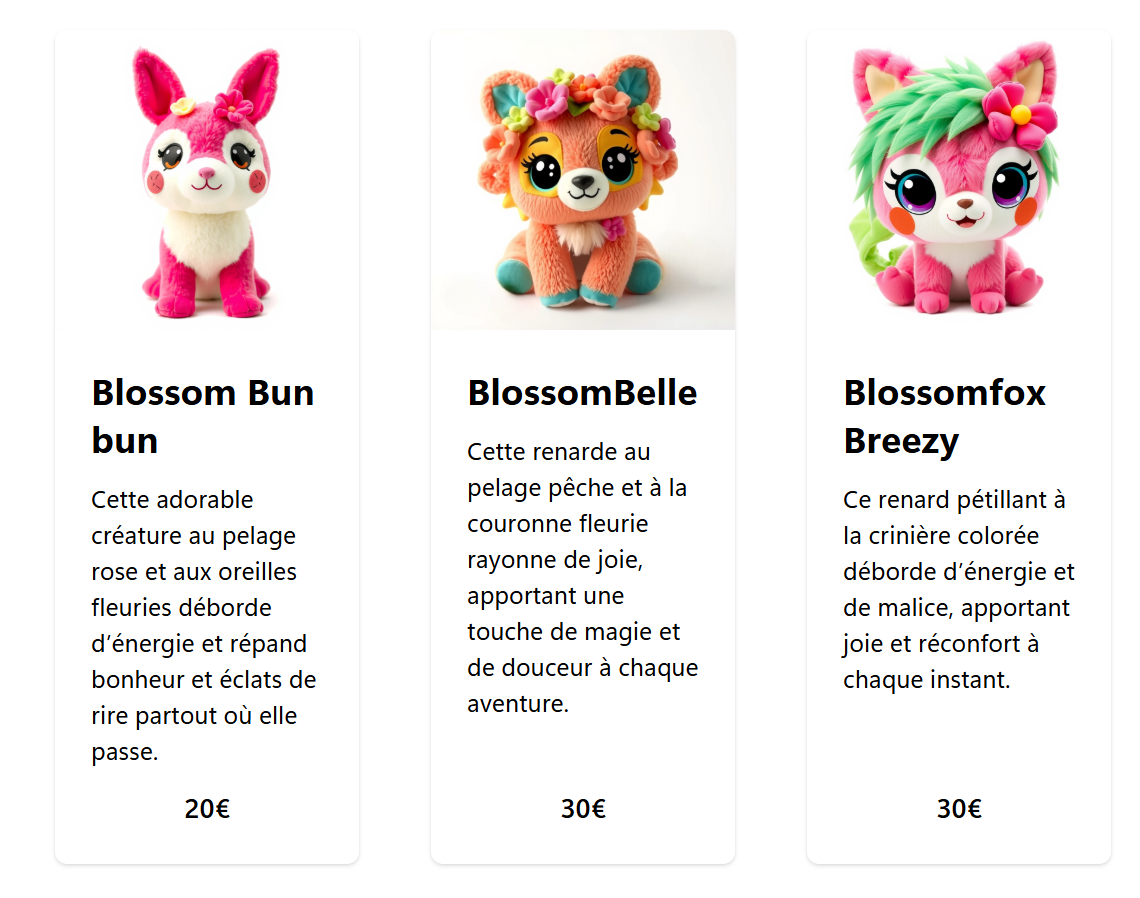 Blossom Bun
bun
Cette adorable
créature au pelage
rose et aux oreilles
fleuries déborde
d’énergie et répand
bonheur et éclats de
rire partout où elle
passe.
20€
BlossomBelle
Cette renarde au
pelage pêche et à la
couronne fleurie
rayonne de joie,
apportant une
touche de magie et
de douceur à chaque
aventure.
30€
Blossomfox
Breezy
Ce renard pétillant à
la crinière colorée
déborde d’énergie et
de malice, apportant
joie et réconfort à
chaque instant.
30€